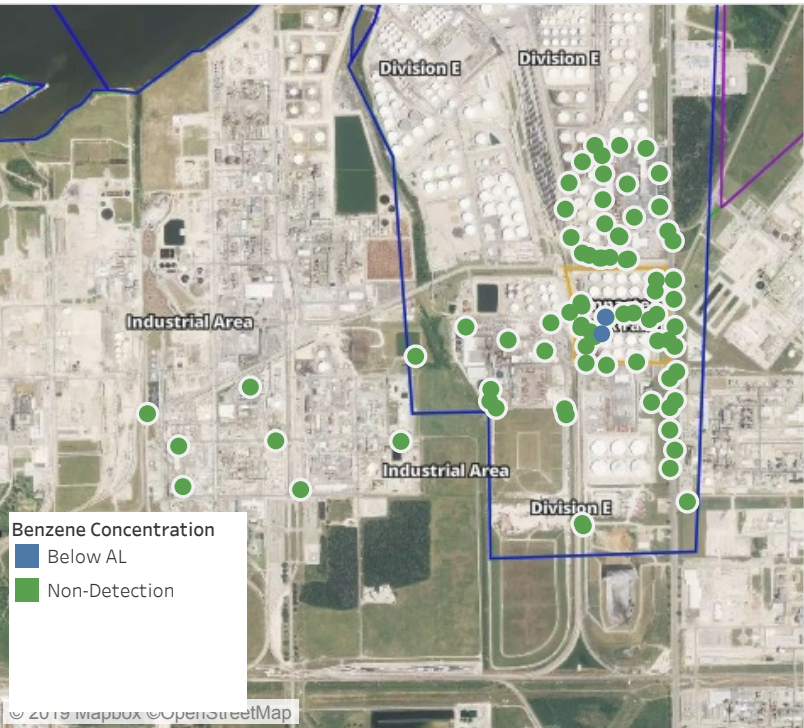 Division E
Division E
Industrial Area
Industrial Area
Division E
Benzene Concentration
Below AL
Non-Detection
© 2019 Mapbox ©OpenStreetMap